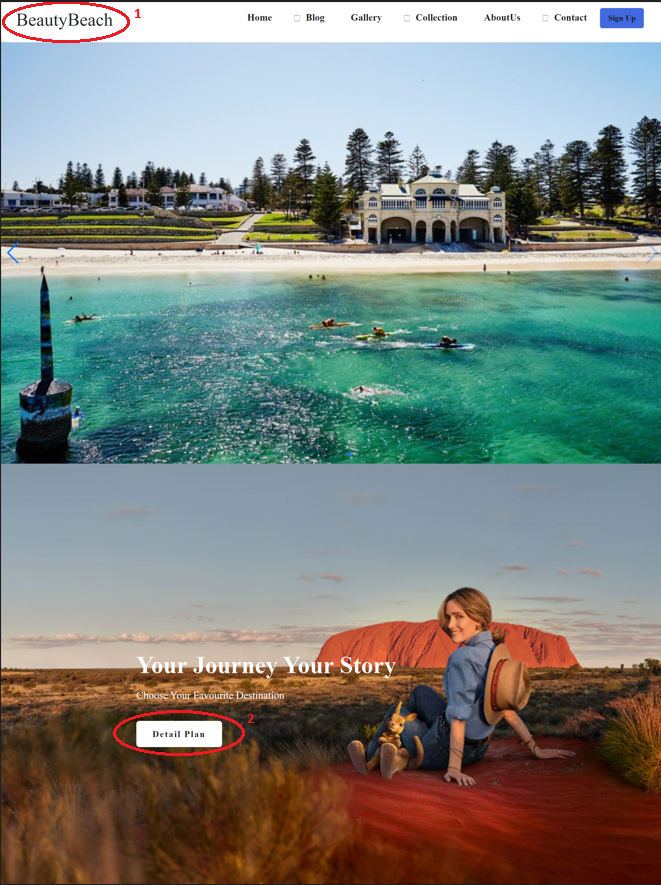 BeautyBeach
1
Home
Blog
Gallery
Collection
AboutUs
Contact
Sign Up
Your Journey Your Story
Choose Your Favourite Destination
2
Detail Plan